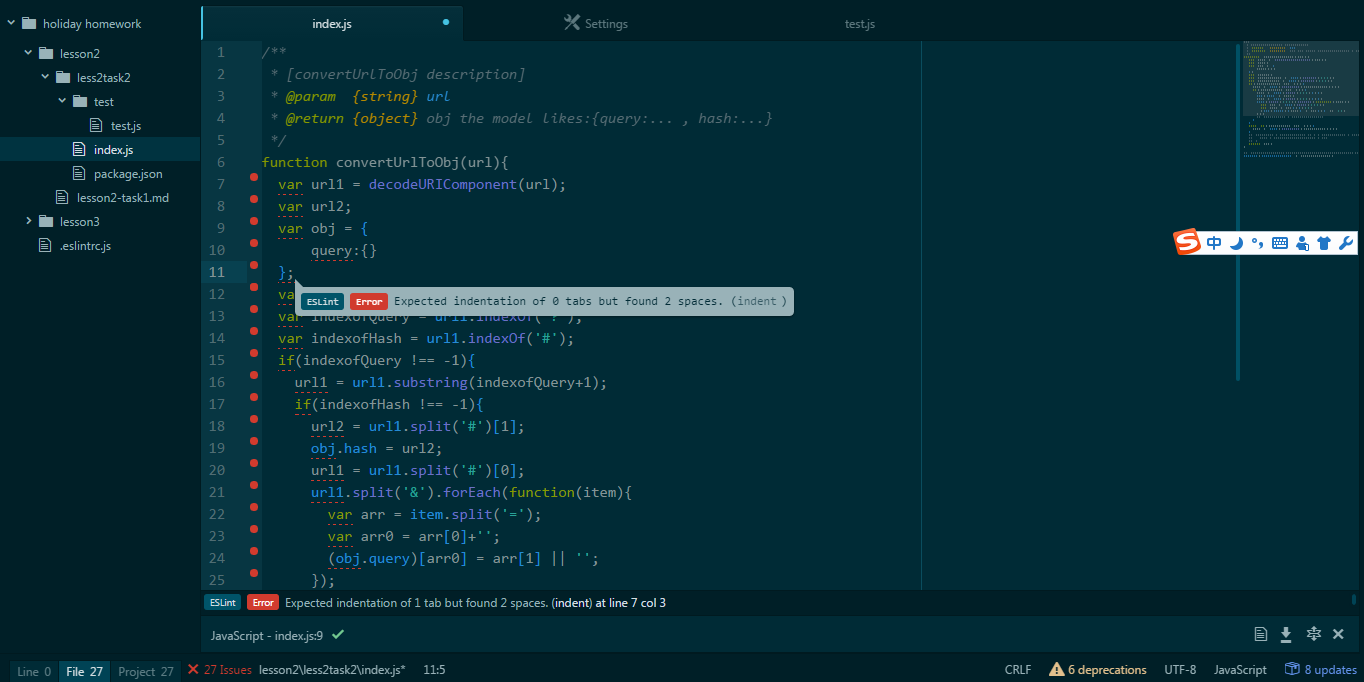 holiday homework
lesson2
less2task2
test
test.js
index.js
package.json
lesson2-task1.md
lesson3
.eslintrc.js
index.js
Settings
test.js
1 /**
2 * [convertUrlToObj description]
3 * @param {string} url
4 * @return {object} obj the model likes:{query:... , hash:...}
5 */
6 function convertUrlToObj(url){
7 var url1 = decodeURIComponent(url);
8 var url2;
9 var obj = {
10 query:{}
11 };
12 va
ESLint Error Expected indentation of 0 tabs but found 2 spaces. (indent )
13 var indexofQuery = url1.indexOf('?');
14 var indexofHash = url1.indexOf('#');
15 if(indexofQuery !== -1){
16 url1 = url1.substring(indexofQuery+1);
17 if(indexofHash !== -1){
18 url2 = url1.split('#')[1];
19 obj.hash = url2;
20 url1 = url1.split('#')[0];
21 url1.split('&').forEach(function(item){
22 var arr = item.split('=');
23 var arr0 = arr[0]+'';
24 (obj.query)[arr0] = arr[1] || '';
25 });
中
ESLint Error Expected indentation of 1 tab but found 2 spaces. (indent) at line 7 col 3
JavaScript - index.js:9
Line 0 File 27 Project 27 27 Issues lesson2\less2task2\index.js* 11:5 CRLF 6 deprecations UTF-8 JavaScript 8 updates